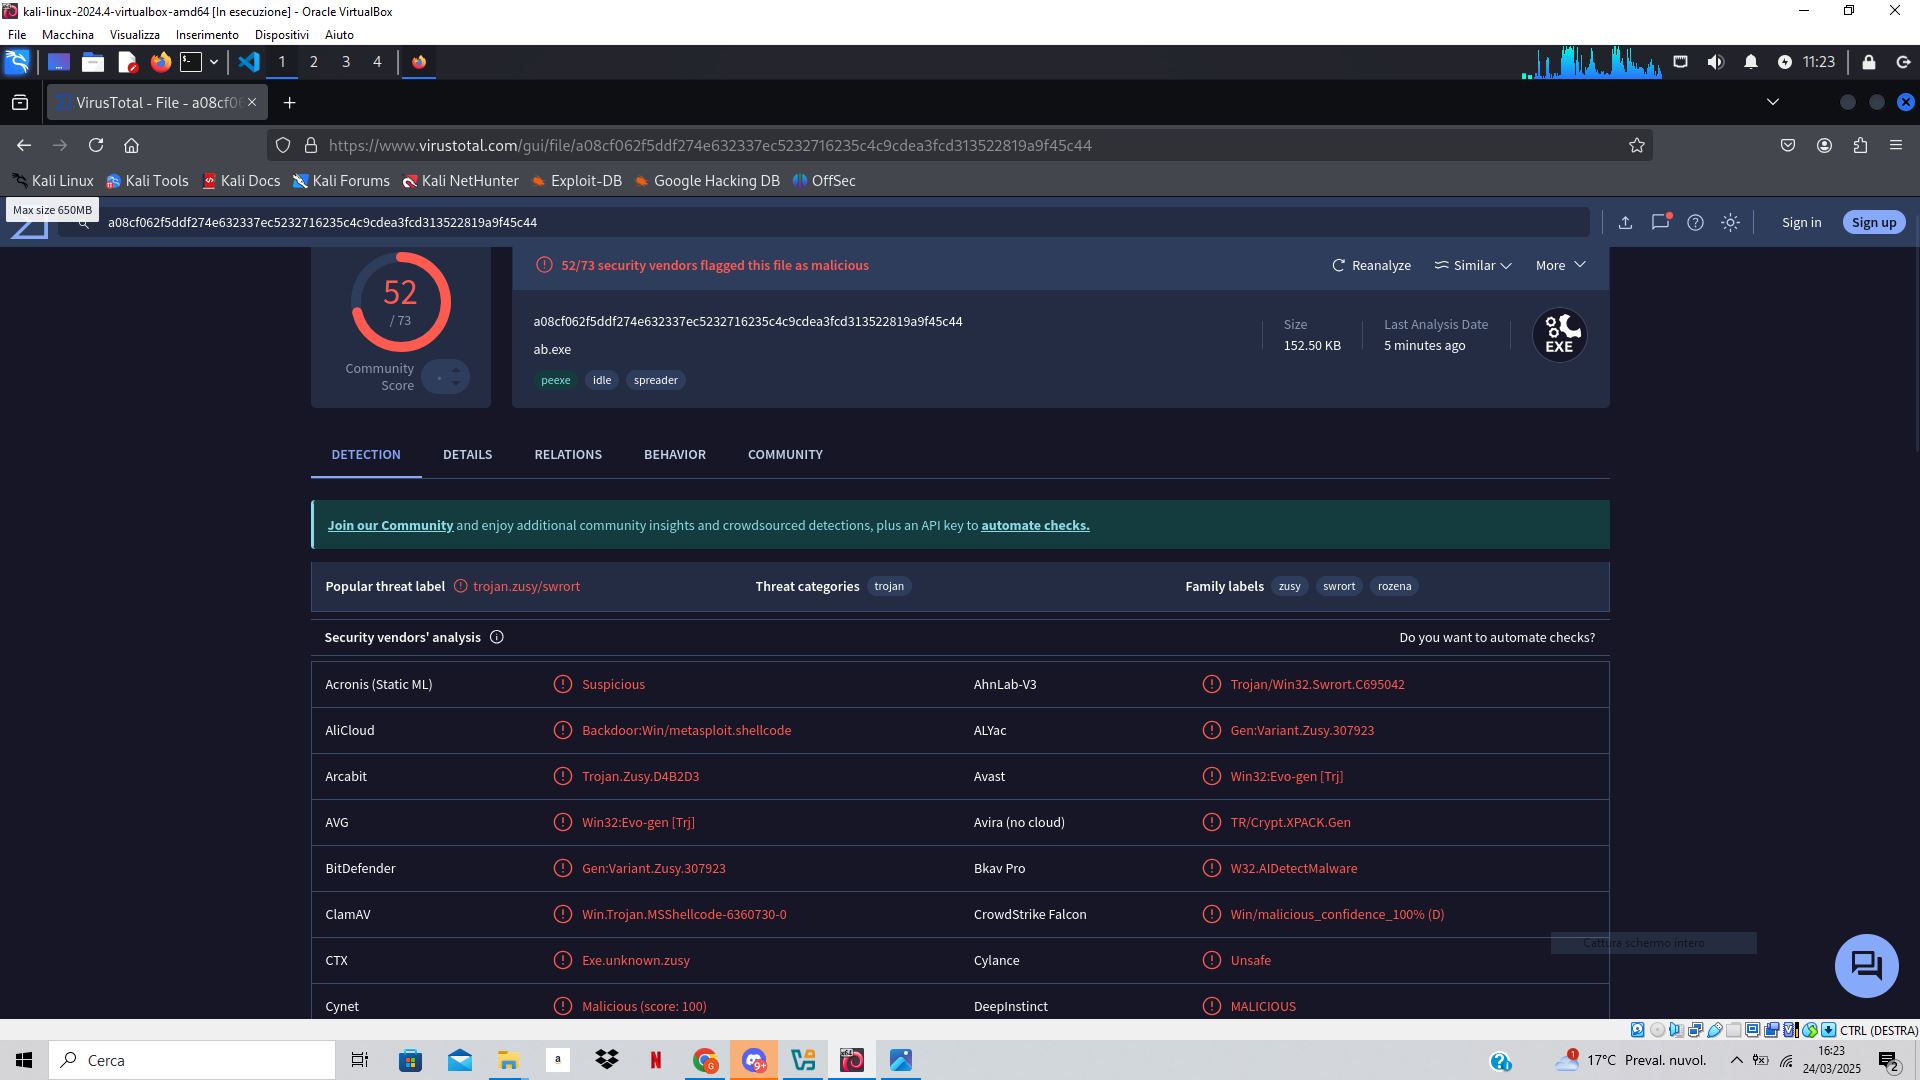 kali-linux-2024.4-virtualbox-amd64 [In esecuzione] - Oracle VirtualBox
File Macchina Visualizza Inserimento Dispositivi Aiuto
1 2 3 4 11:23
VirusTotal - File - a08cf06
https://www.virustotal.com/gui/file/a08cf062f5ddf274e632337ec5232716235c4c9cdea3fcd313522819a9f45c44
Kali Linux Kali Tools Kali Docs Kali Forums Kali NetHunter Exploit-DB Google Hacking DB OffSec
Max size 650MB
a08cf062f5ddf274e632337ec5232716235c4c9cdea3fcd313522819a9f45c44 Sign in Sign up
52
/ 73
Community
Score
52/73 security vendors flagged this file as malicious Reanalyze Similar More
a08cf062f5ddf274e632337ec5232716235c4c9cdea3fcd313522819a9f45c44
ab.exe
peexe idle spreader
Size
152.50 KB
Last Analysis Date
5 minutes ago
EXE
DETECTION DETAILS RELATIONS BEHAVIOR COMMUNITY
Join our Community and enjoy additional community insights and crowdsourced detections, plus an API key to automate checks.
Popular threat label trojan.zusy/swrort Threat categories trojan Family labels zusy swrort rozena
Security vendors' analysis Do you want to automate checks?
Acronis (Static ML) Suspicious AhnLab-V3 Trojan/Win32.Swrort.C695042
AliCloud Backdoor:Win/metasploit.shellcode ALYac Gen:Variant.Zusy.307923
Arcabit Trojan.Zusy.D4B2D3 Avast Win32:Evo-gen [Trj]
AVG Win32:Evo-gen [Trj] Avira (no cloud) TR/Crypt.XPACK.Gen
BitDefender Gen:Variant.Zusy.307923 Bkav Pro W32.AIDetectMalware
ClamAV Win.Trojan.MSShellcode-6360730-0 CrowdStrike Falcon Win/malicious_confidence_100% (D)
Cattura schermo intero
CTX Exe.unknown.zusy Cylance Unsafe
Cynet Malicious (score: 100) DeepInstinct MALICIOUS
CTRL (DESTRA)
Cerca
17°C Preval. nuvol.
16:23
24/03/2025